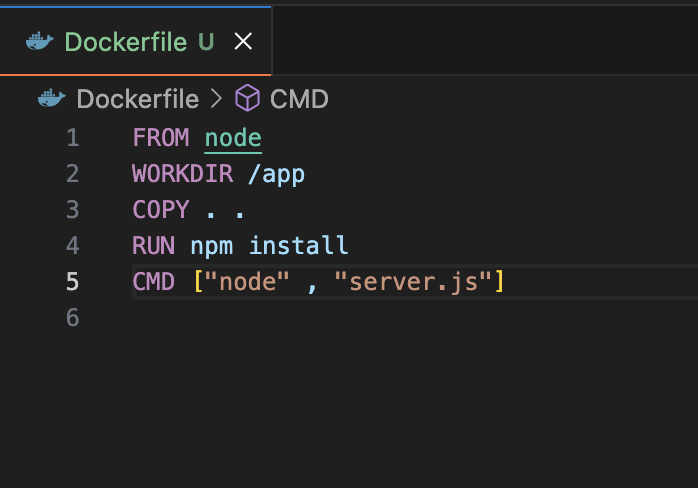 Dockerfile U
Dockerfile > CMD
1 FROM node
2 WORKDIR /app
3 COPY . .
4 RUN npm install
5 CMD ["node" , "server.js"]
6